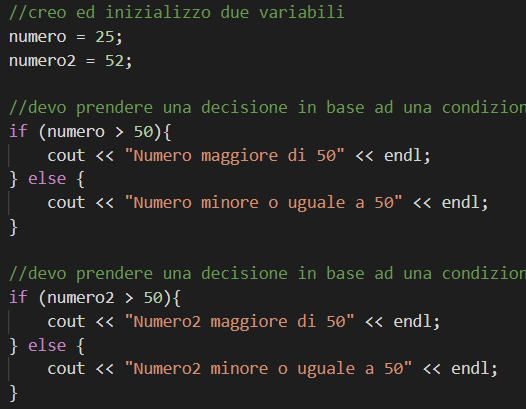 //creo ed inizializzo due variabili
numero = 25;
numero2 = 52;
//devo prendere una decisione in base ad una condizion
if (numero > 50){
cout << "Numero maggiore di 50" << endl;
} else {
cout << "Numero minore o uguale a 50" << endl;
}
//devo prendere una decisione in base ad una condizion
if (numero2 > 50){
cout << "Numero2 maggiore di 50" << endl;
} else {
cout << "Numero2 minore o uguale a 50" << endl;
}